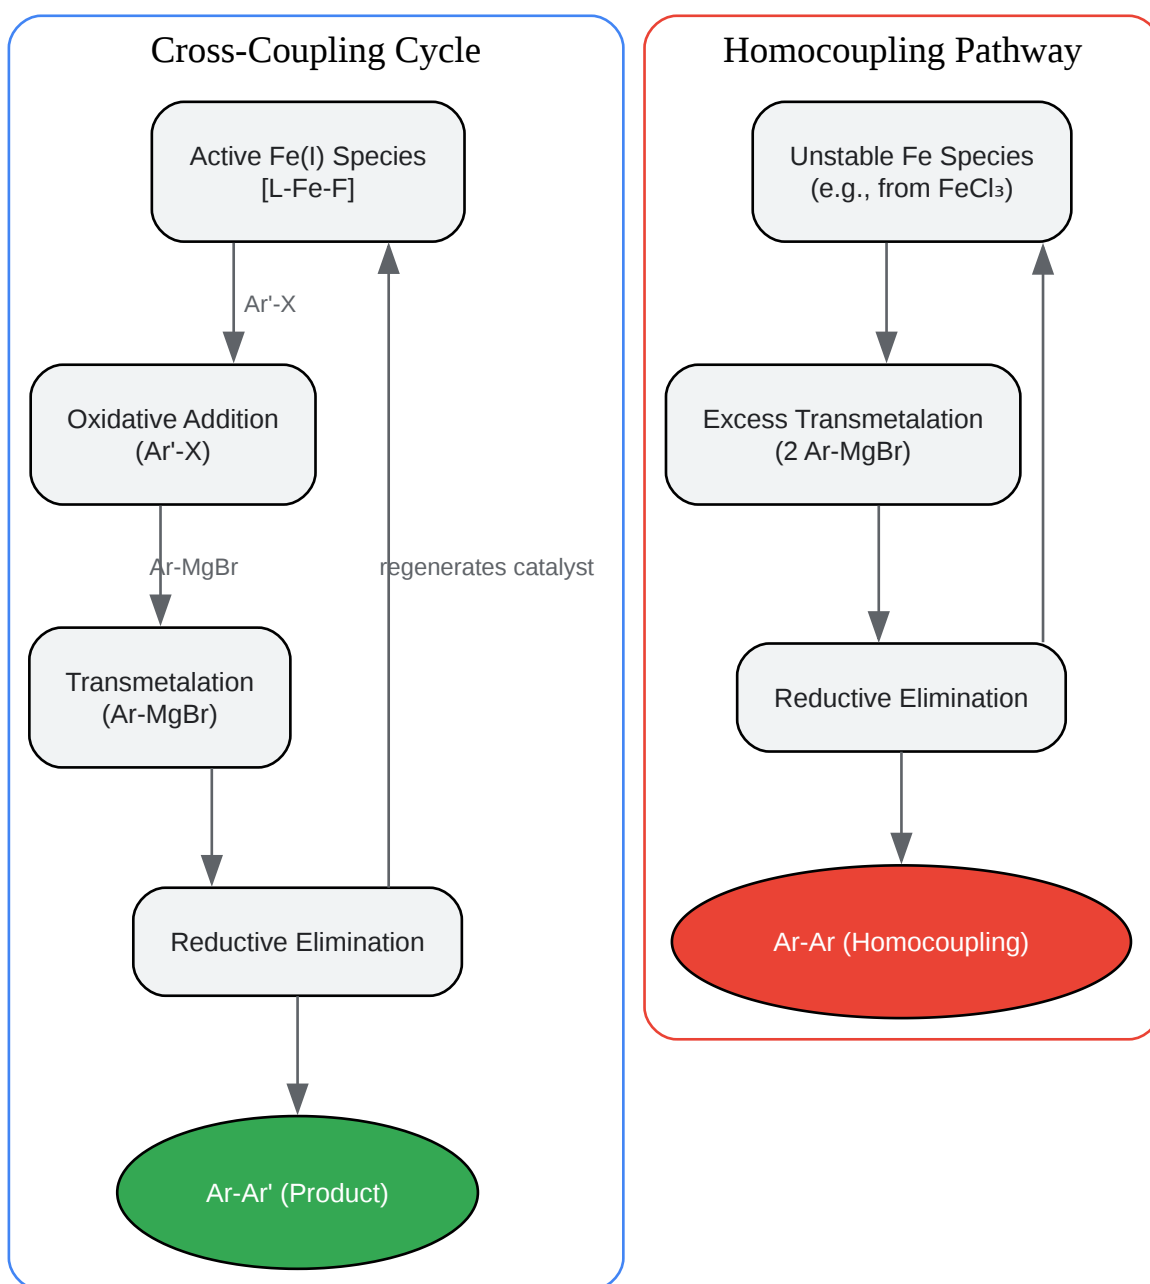 Cross-Coupling Cycle
Active Fe(I) Species
[L-Fe-F]
Ar'-X
Oxidative Addition
(Ar'-X)
Ar-MgBr
regenerates catalyst
Transmetalation
(Ar-MgBr)
Reductive Elimination
Ar-Ar' (Product)
Homocoupling Pathway
Unstable Fe Species
(e.g., from FeCl₃)
Excess Transmetalation
(2 Ar-MgBr)
Reductive Elimination
Ar-Ar (Homocoupling)